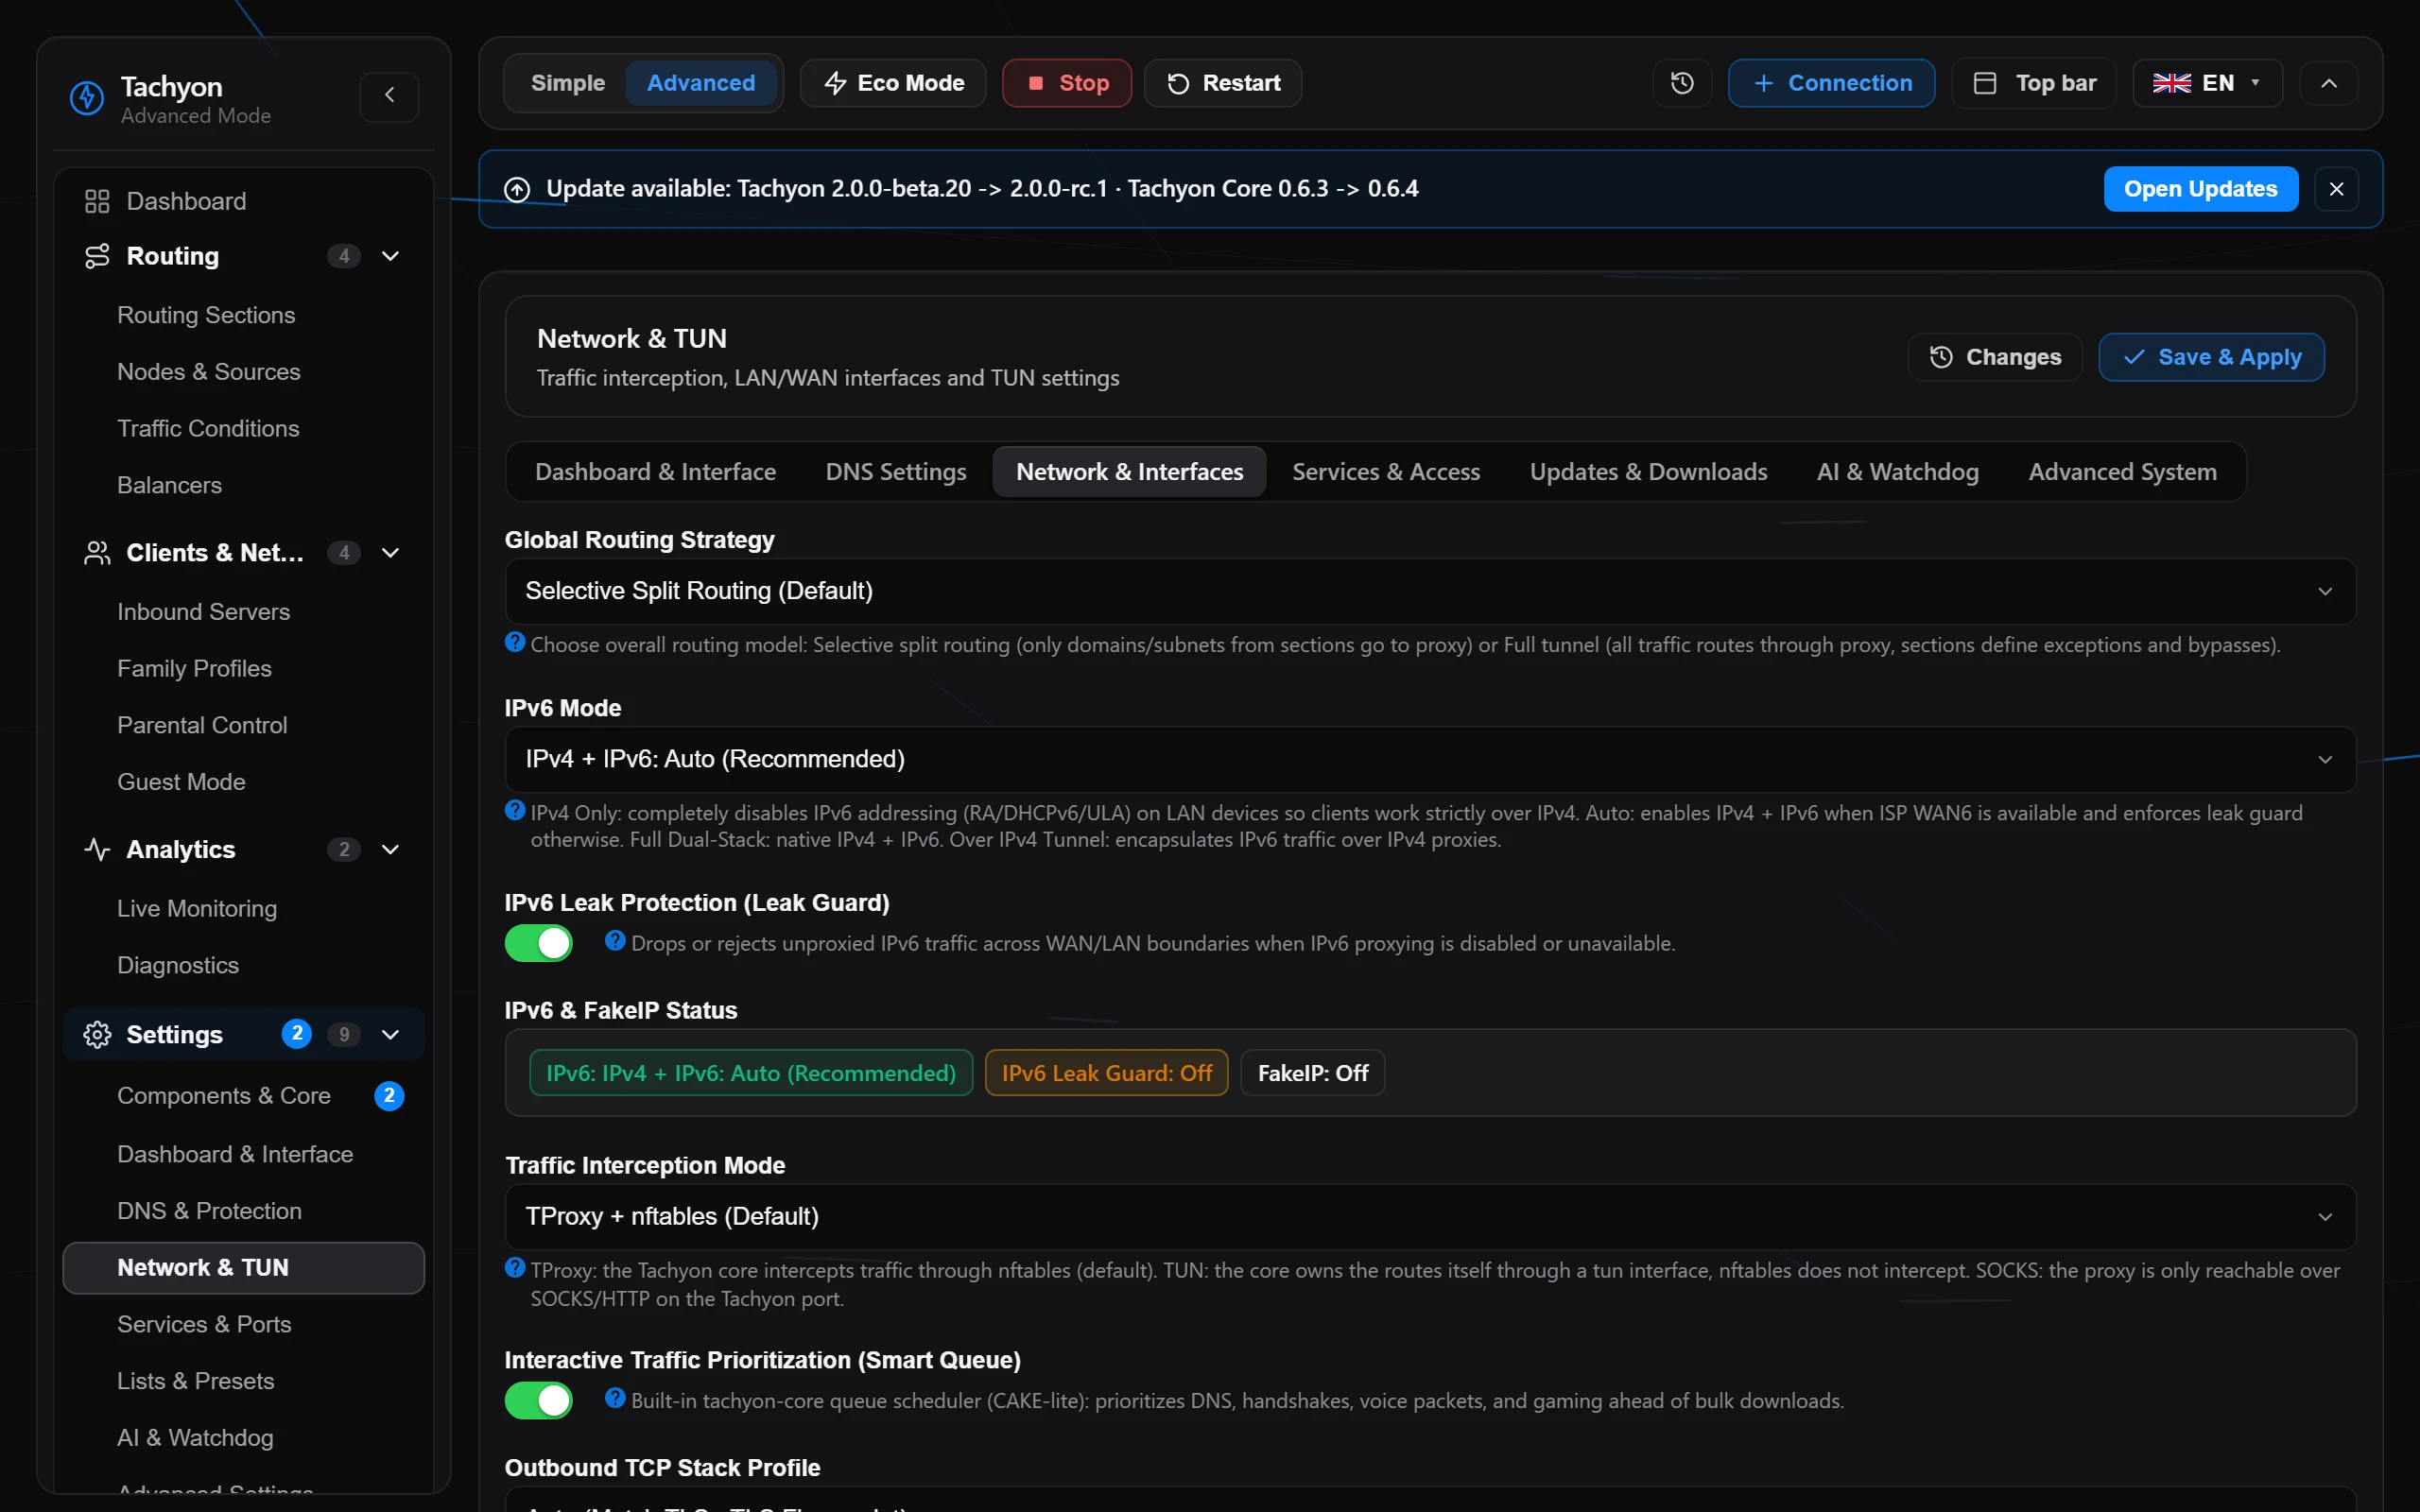 Tachyon
Advanced Mode
Dashboard
Routing 4
Routing Sections
Nodes & Sources
Traffic Conditions
Balancers
Clients & Net... 4
Inbound Servers
Family Profiles
Parental Control
Guest Mode
Analytics 2
Live Monitoring
Diagnostics
Settings 2 9
Components & Core 2
Dashboard & Interface
DNS & Protection
Network & TUN
Services & Ports
Lists & Presets
AI & Watchdog
Advanced Settings
Simple Advanced Eco Mode Stop Restart Connection Top bar EN
Update available: Tachyon 2.0.0-beta.20 -> 2.0.0-rc.1 · Tachyon Core 0.6.3 -> 0.6.4 Open Updates
Network & TUN
Traffic interception, LAN/WAN interfaces and TUN settings
Changes Save & Apply
Dashboard & Interface DNS Settings Network & Interfaces Services & Access Updates & Downloads AI & Watchdog Advanced System
Global Routing Strategy
Selective Split Routing (Default)
? Choose overall routing model: Selective split routing (only domains/subnets from sections go to proxy) or Full tunnel (all traffic routes through proxy, sections define exceptions and bypasses).
IPv6 Mode
IPv4 + IPv6: Auto (Recommended)
? IPv4 Only: completely disables IPv6 addressing (RA/DHCPv6/ULA) on LAN devices so clients work strictly over IPv4. Auto: enables IPv4 + IPv6 when ISP WAN6 is available and enforces leak guard
otherwise. Full Dual-Stack: native IPv4 + IPv6. Over IPv4 Tunnel: encapsulates IPv6 traffic over IPv4 proxies.
IPv6 Leak Protection (Leak Guard)
? Drops or rejects unproxied IPv6 traffic across WAN/LAN boundaries when IPv6 proxying is disabled or unavailable.
IPv6 & FakeIP Status
IPv6: IPv4 + IPv6: Auto (Recommended) IPv6 Leak Guard: Off FakeIP: Off
Traffic Interception Mode
TProxy + nftables (Default)
? TProxy: the Tachyon core intercepts traffic through nftables (default). TUN: the core owns the routes itself through a tun interface, nftables does not intercept. SOCKS: the proxy is only reachable over
SOCKS/HTTP on the Tachyon port.
Interactive Traffic Prioritization (Smart Queue)
? Built-in tachyon-core queue scheduler (CAKE-lite): prioritizes DNS, handshakes, voice packets, and gaming ahead of bulk downloads.
Outbound TCP Stack Profile